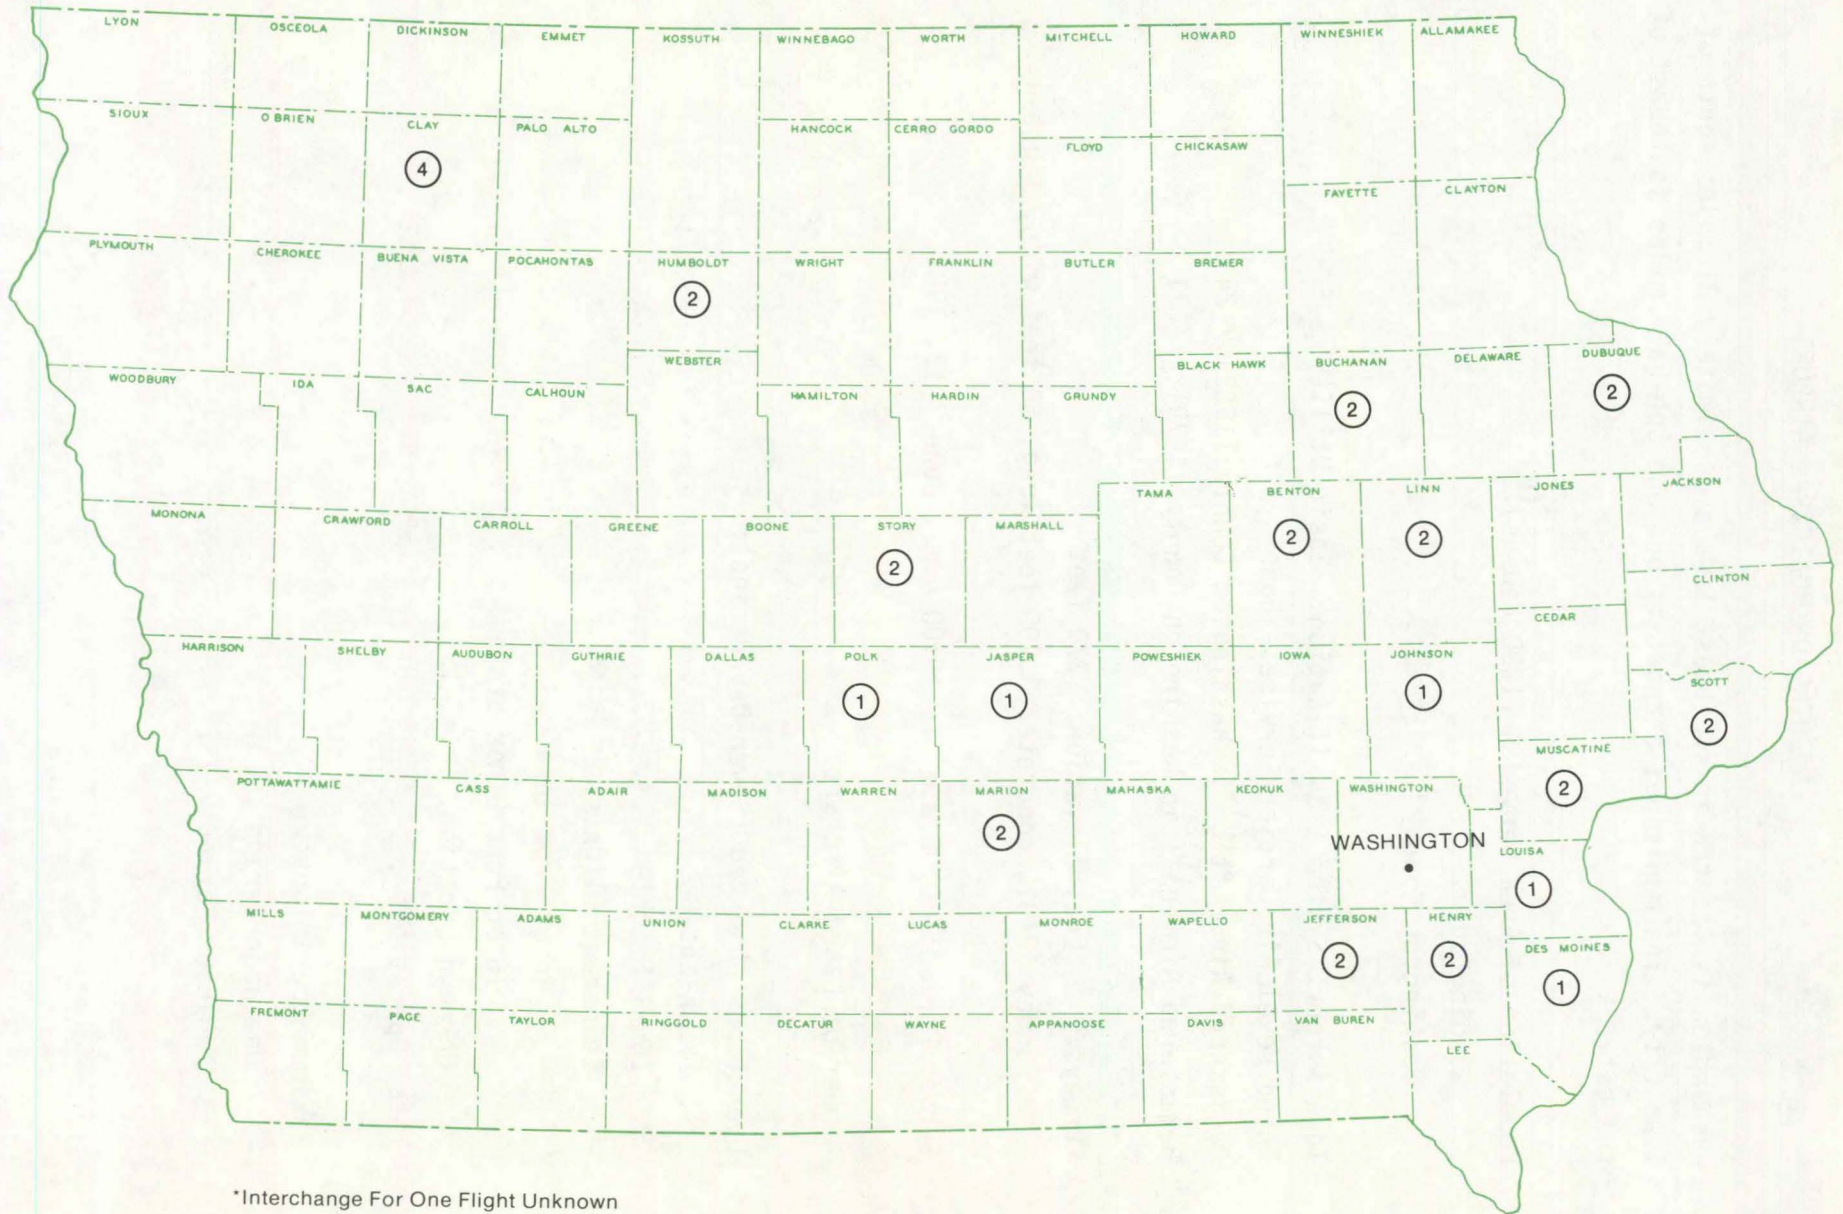 LYON OSCEOLA DICKINSON EMMET KOSSUTH WINNEBAGO WORTH MITCHELL HOWARD WINNESHIEK ALLAMAKEE
SIOUX O BRIEN CLAY PALO ALTO HANCOCK CERRO GORDO FLOYD CHICKASAW
4
FAYETTE CLAYTON
PLYMOUTH CHEROKEE BUENA VISTA POCAHONTAS HUMBOLDT WRIGHT FRANKLIN BUTLER BREMER
2
WEBSTER BLACK HAWK BUCHANAN DELAWARE DUBUQUE
WOODBURY IDA SAC CALHOUN HAMILTON HARDIN GRUNDY
2 2
TAMA BENTON LINN JONES JACKSON
MONONA CRAWFORD CARROLL GREENE BOONE STORY MARSHALL
2 2 2
CLINTON
CEDAR
HARRISON SHELBY AUDUBON GUTHRIE DALLAS POLK JASPER POWESHIEK IOWA JOHNSON
SCOTT
1 1 1 2
MUSCATINE
POTTAWATTAMIE CASS ADAIR MADISON WARREN MARION MAHASKA KEOKUK WASHINGTON
2 2
WASHINGTON
LOUISA
1
MILLS MONTGOMERY ADAMS UNION CLARKE LUCAS MONROE WAPELLO JEFFERSON HENRY
DES MOINES
2 2 1
FREMONT PAGE TAYLOR RINGGOLD DECATUR WAYNE APPANOOSE DAVIS VAN BUREN
LEE
*Interchange For One Flight Unknown